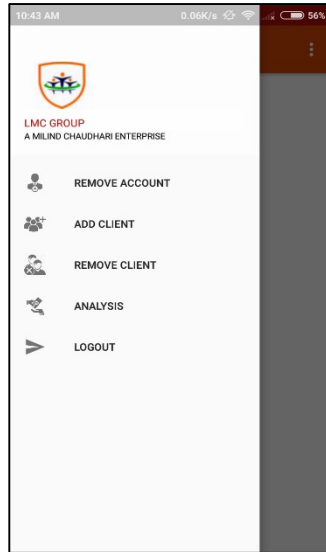 10:43 AM 0.06K/s 56%
LMC GROUP
A MILIND CHAUDHARI ENTERPRISE
REMOVE ACCOUNT
ADD CLIENT
REMOVE CLIENT
ANALYSIS
LOGOUT